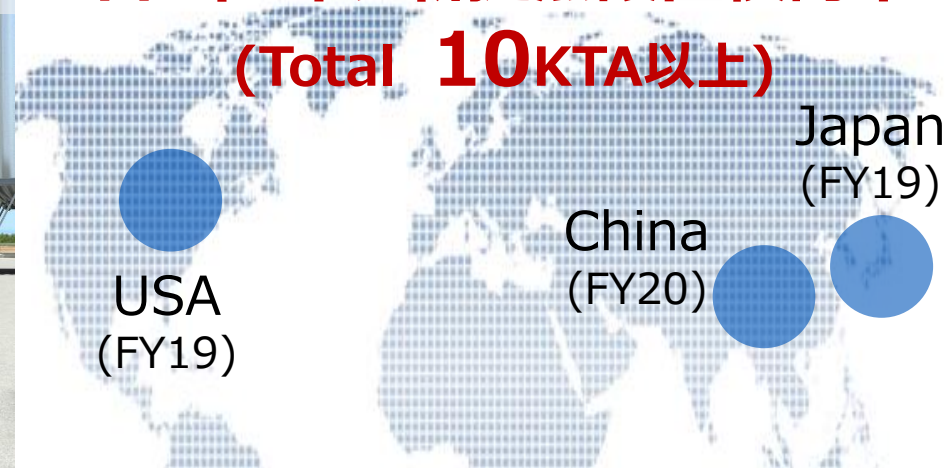 (Total 10KTA以上)
Japan
(FY19)
China
(FY20)
USA
(FY19)